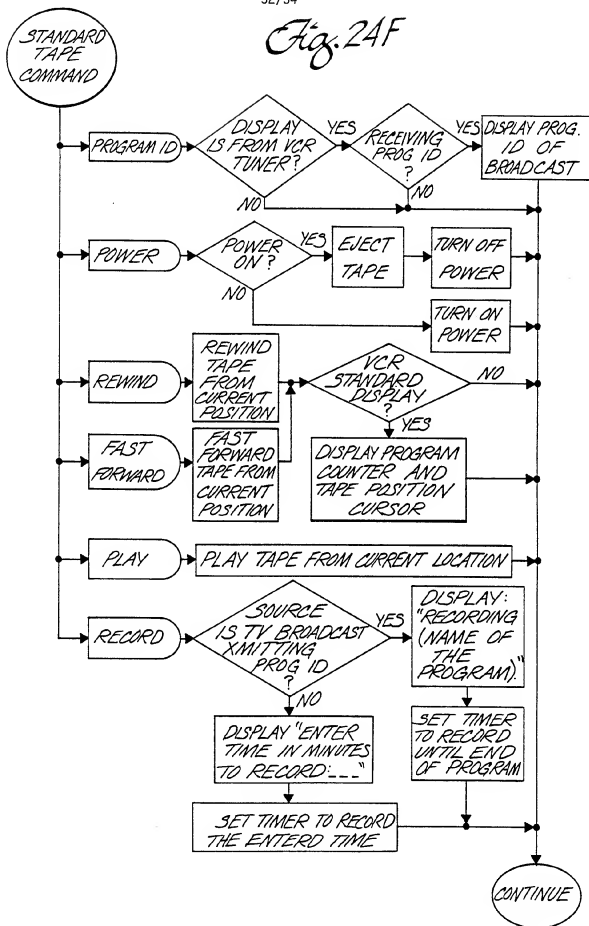 32/54
Fig. 24F
STANDARD
TAPE
COMMAND
PROGRAM ID
DISPLAY
IS FROM VCR
TUNER?
YES
NO
RECEIVING
PROG ID
?
YES
NO
DISPLAY PROG.
ID OF
BROADCAST
POWER
POWER
ON?
YES
NO
EJECT
TAPE
TURN OFF
POWER
TURN ON
POWER
REWIND
REWIND
TAPE
FROM
CURRENT
POSITION
VCR
STANDARD
DISPLAY
?
NO
YES
FAST
FORWARD
FAST
FORWARD
TAPE FROM
CURRENT
POSITION
DISPLAY PROGRAM
COUNTER AND
TAPE POSITION
CURSOR
PLAY
PLAY TAPE FROM CURRENT LOCATION
RECORD
SOURCE
IS TV BROADCAST
XMITTING
PROG ID
?
YES
NO
DISPLAY:
"RECORDING
(NAME OF
THE
PROGRAM)."
SET TIMER
TO RECORD
UNTIL END
OF PROGRAM
DISPLAY "ENTER
TIME IN MINUTES
TO RECORD:___"
SET TIMER TO RECORD
THE ENTERD TIME
CONTINUE